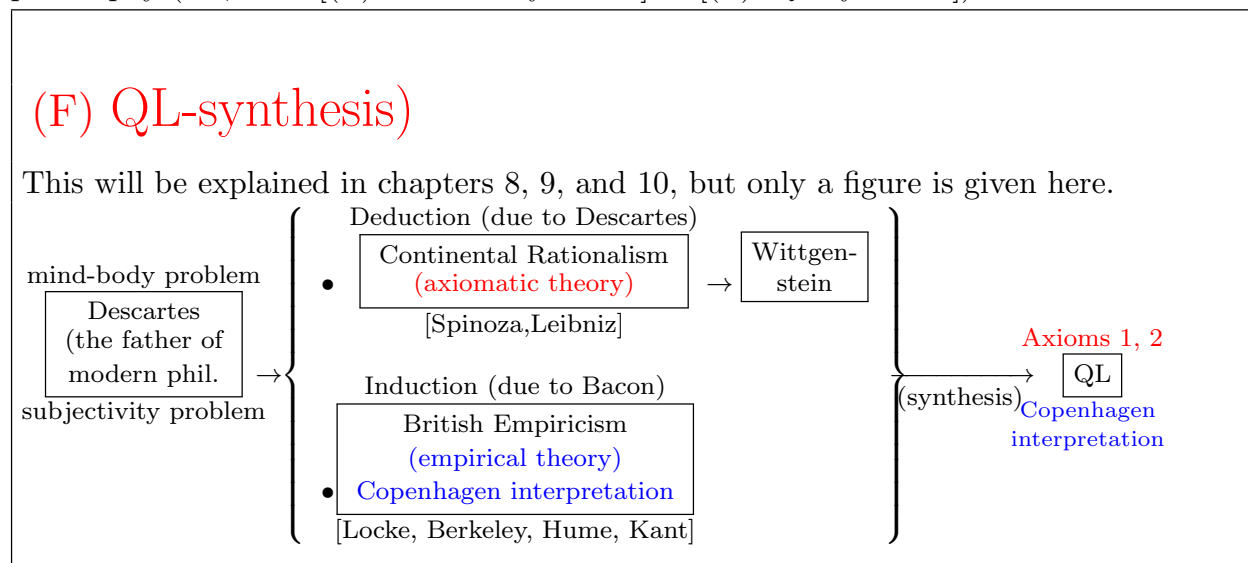 (F) QL-synthesis)
This will be explained in chapters 8, 9, and 10, but only a figure is given here.
mind-body problem
Descartes
(the father of
modern phil.
subjectivity problem
→
Deduction (due to Descartes)
• Continental Rationalism
(axiomatic theory)
[Spinoza,Leibniz]
→
Wittgen-
stein
Induction (due to Bacon)
British Empiricism
(empirical theory)
• Copenhagen interpretation
[Locke, Berkeley, Hume, Kant]
(synthesis)
Axioms 1, 2
QL
Copenhagen
interpretation